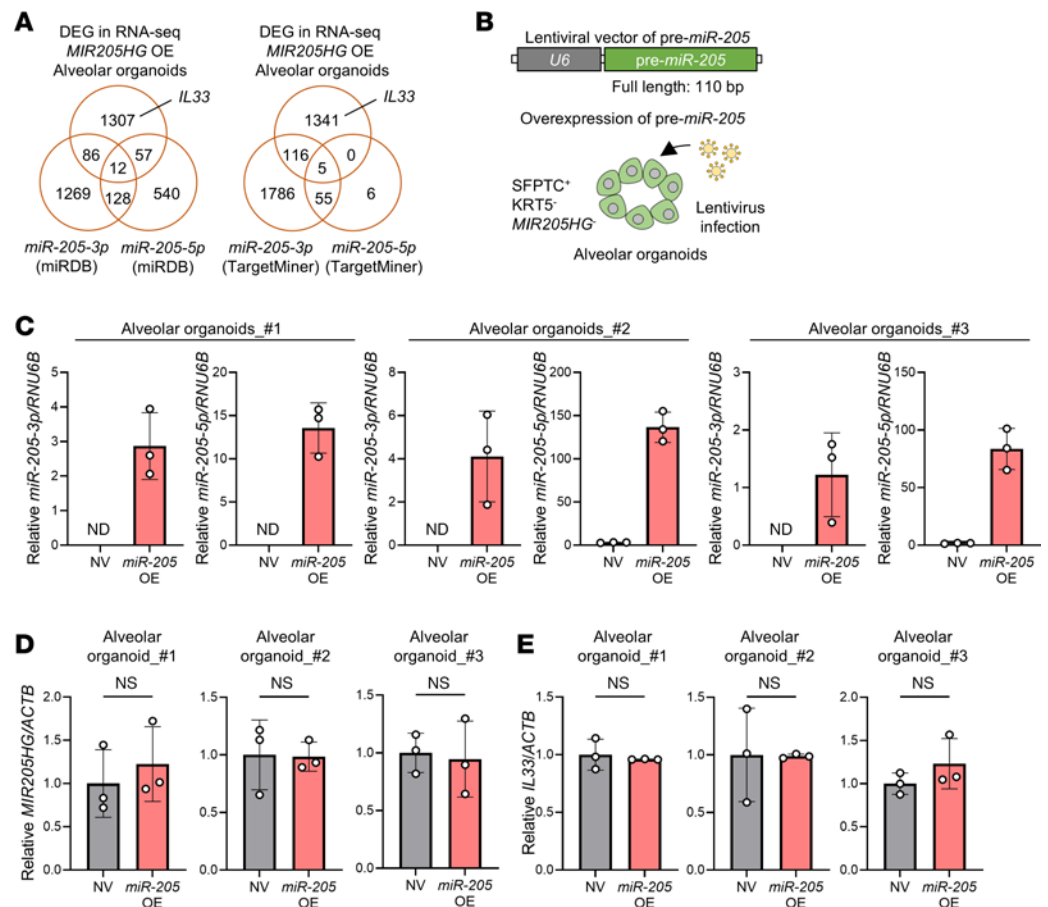 A
DEG in RNA-seq
MIR205HG OE
Alveolar organoids
IL33
1307
86
57
12
1269
128
540
miR-205-3p
(miRDB)
miR-205-5p
(miRDB)
DEG in RNA-seq
MIR205HG OE
Alveolar organoids
IL33
1341
116
0
5
1786
55
6
miR-205-3p
(TargetMiner)
miR-205-5p
(TargetMiner)
B
Lentiviral vector of pre-miR-205
U6
pre-miR-205
Full length: 110 bp
Overexpression of pre-miR-205
SFPTC+
KRT5-
MIR205HG-
Lentivirus
infection
Alveolar organoids
C
Alveolar organoids_#1
Relative miR-205-3p/RNU6B
5
4
3
2
1
0
ND
NV
miR-205
OE
Relative miR-205-5p/RNU6B
20
15
10
5
0
ND
NV
miR-205
OE
Alveolar organoids_#2
Relative miR-205-3p/RNU6B
8
6
4
2
0
ND
NV
miR-205
OE
Relative miR-205-5p/RNU6B
200
150
100
50
0
NV
miR-205
OE
Alveolar organoids_#3
Relative miR-205-3p/RNU6B
3
2
1
0
ND
NV
miR-205
OE
Relative miR-205-5p/RNU6B
150
100
50
0
NV
miR-205
OE
D
Alveolar
organoid_#1
NS
Relative MIR205HG/ACTB
2.0
1.5
1.0
0.5
0.0
NV
miR-205
OE
Alveolar
organoid_#2
NS
1.5
1.0
0.5
0.0
NV
miR-205
OE
Alveolar
organoid_#3
NS
1.5
1.0
0.5
0.0
NV
miR-205
OE
E
Alveolar
organoid_#1
NS
Relative IL33/ACTB
1.5
1.0
0.5
0.0
NV
miR-205
OE
Alveolar
organoid_#2
NS
1.5
1.0
0.5
0.0
NV
miR-205
OE
Alveolar
organoid_#3
NS
2.0
1.5
1.0
0.5
0.0
NV
miR-205
OE